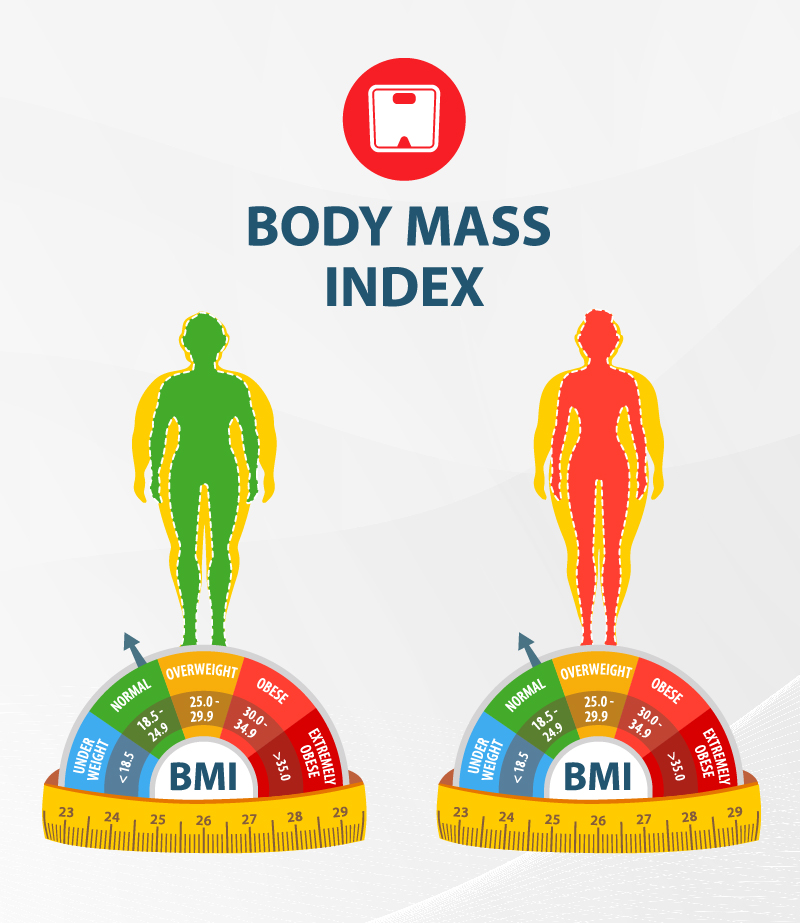 BODY MASS
INDEX
UNDER
WEIGHT
< 18.5
NORMAL
18.5 -
24.9
OVERWEIGHT
25.0 -
29.9
OBESE
30.0-
34.9
EXTREMELY
OBESE
>35.0
BMI
23 24 25 26 27 28 29
UNDER
WEIGHT
< 18.5
NORMAL
18.5 -
24.9
OVERWEIGHT
25.0 -
29.9
OBESE
30.0-
34.9
EXTREMELY
OBESE
>35.0
BMI
23 24 25 26 27 28 29